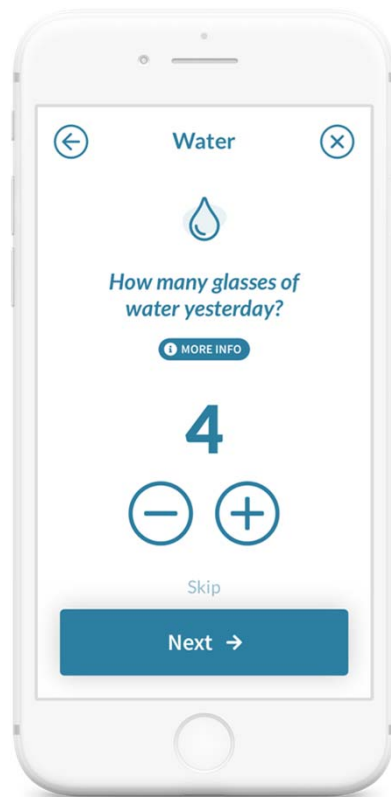 Water
How many glasses of
water yesterday?
i MORE INFO
4
Skip
Next →